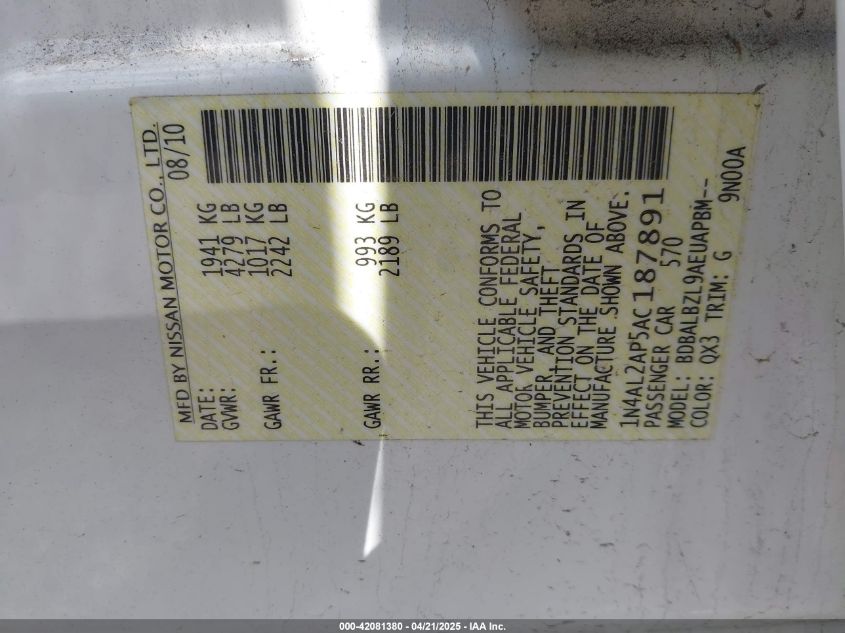 MFD BY NISSAN MOTOR CO., LTD.
DATE: 08/10
GVWR: 1941 KG
4279 LB
GAWR FR.: 1017 KG
2242 LB
GAWR RR.: 993 KG
2189 LB
THIS VEHICLE CONFORMS TO
ALL APPLICABLE FEDERAL
MOTOR VEHICLE SAFETY,
BUMPER, AND THEFT
PREVENTION STANDARDS IN
EFFECT ON THE DATE OF
MANUFACTURE SHOWN ABOVE.
1N4AL2AP5AC187891
PASSENGER CAR 570
MODEL: BDBALBZL9AEUAPBM--
COLOR: QX3 TRIM: G 9N00A
000-42081380 - 04/21/2025 - IAA Inc.